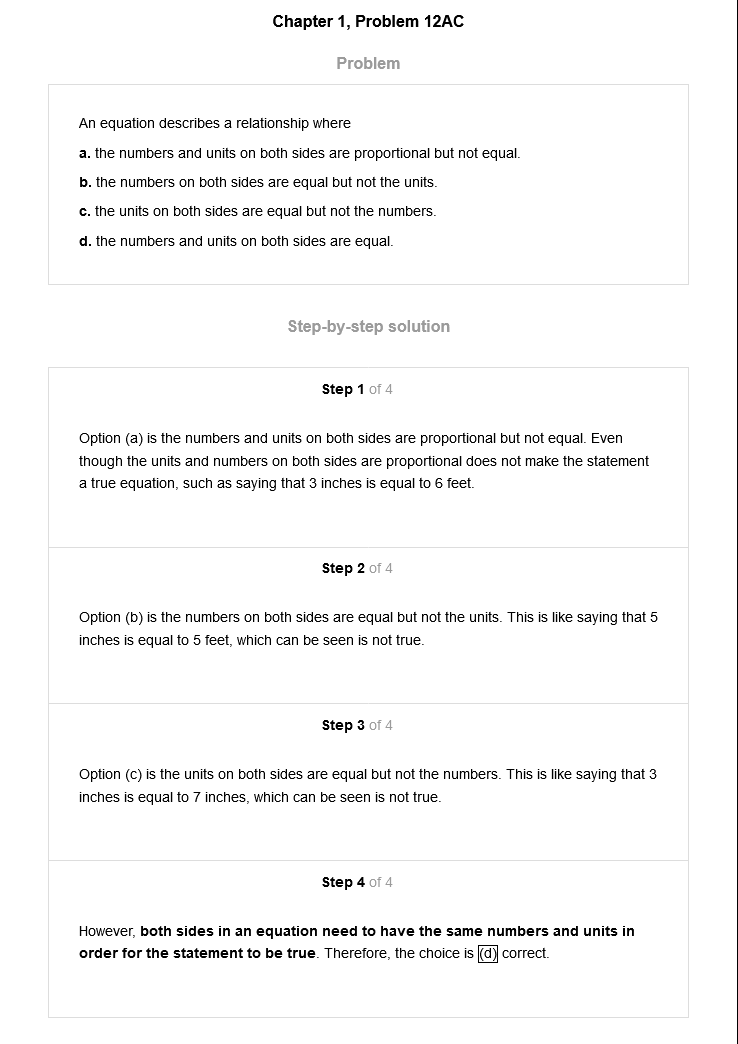 Chapter 1, Problem 12AC
Problem
An equation describes a relationship where
a. the numbers and units on both sides are proportional but not equal.
b. the numbers on both sides are equal but not the units.
c. the units on both sides are equal but not the numbers.
d. the numbers and units on both sides are equal.
Step-by-step solution
Step 1 of 4
Option (a) is the numbers and units on both sides are proportional but not equal. Even
though the units and numbers on both sides are proportional does not make the statement
a true equation, such as saying that 3 inches is equal to 6 feet.
Step 2 of 4
Option (b) is the numbers on both sides are equal but not the units. This is like saying that 5
inches is equal to 5 feet, which can be seen is not true.
Step 3 of 4
Option (c) is the units on both sides are equal but not the numbers. This is like saying that 3
inches is equal to 7 inches, which can be seen is not true.
Step 4 of 4
However, both sides in an equation need to have the same numbers and units in
order for the statement to be true. Therefore, the choice is (d) correct.